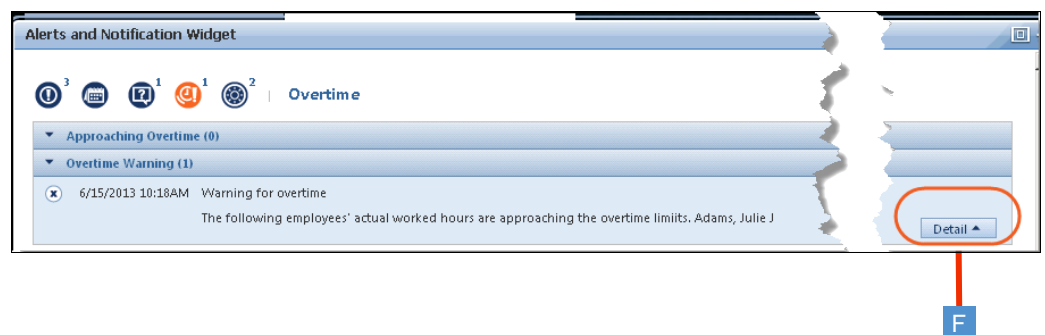 Alerts and Notification Widget
3 1 1 2 Overtime
Approaching Overtime (0)
Overtime Warning (1)
6/15/2013 10:18AM Warning for overtime
The following employees' actual worked hours are approaching the overtime limiits. Adams, Julie J
Detail
F